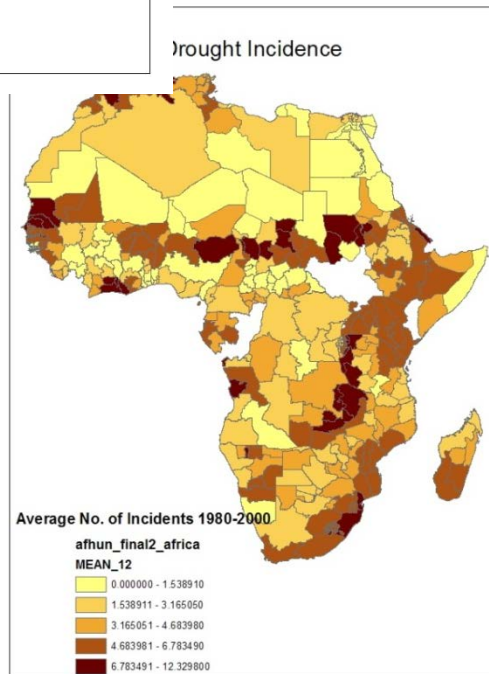 Drought Incidence
Average No. of Incidents 1980-2000
afhun_final2_africa
MEAN_12
0.000000 - 1.538910
1.538911 - 3.165050
3.165051 - 4.683980
4.683981 - 6.783490
6.783491 - 12.329800